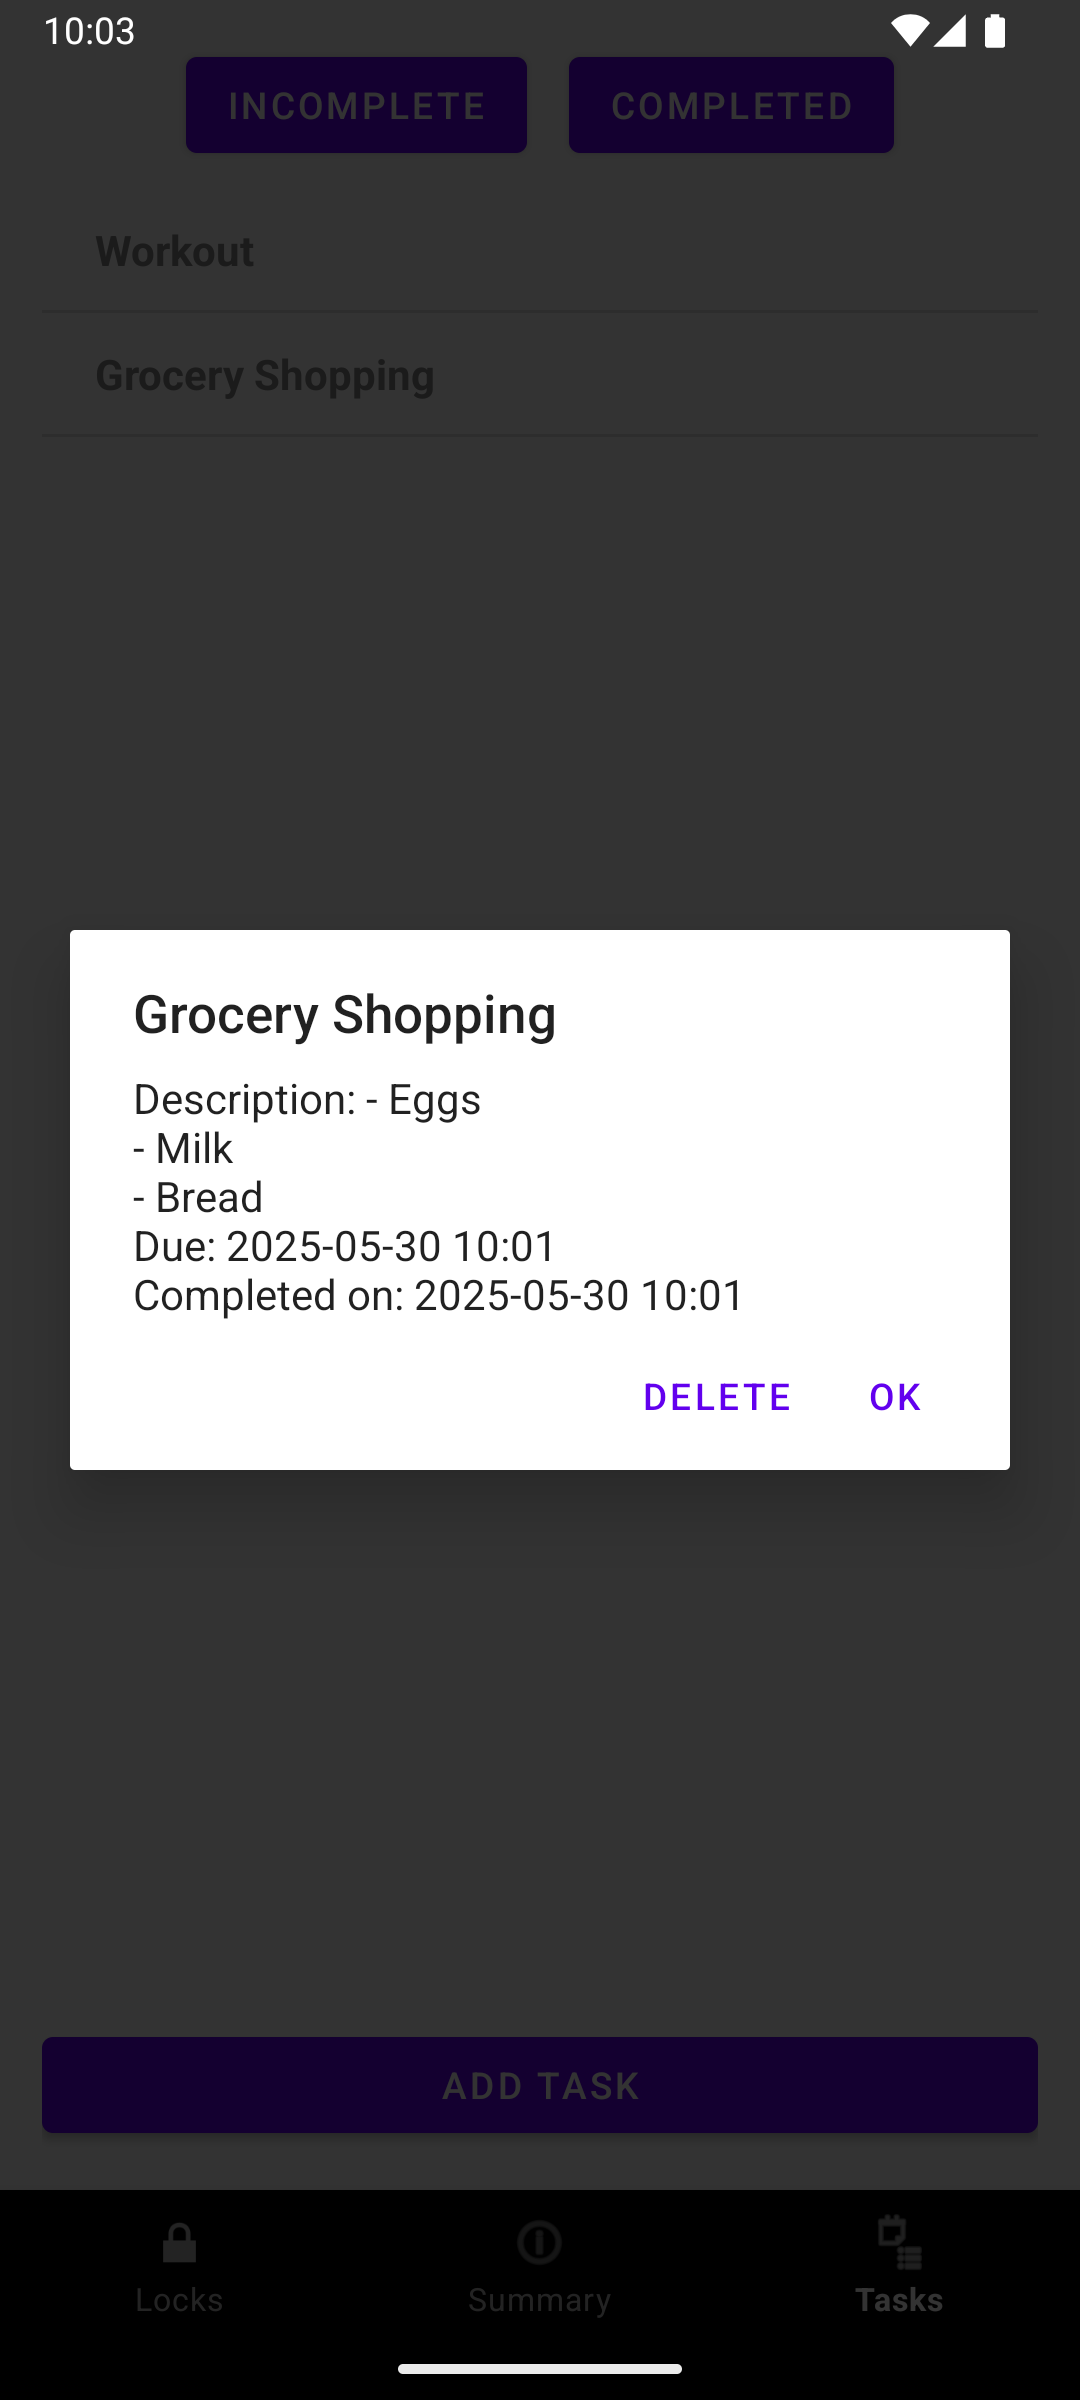 10:03
INCOMPLETE COMPLETED
Workout
Grocery Shopping
Grocery Shopping
Description: - Eggs
- Milk
- Bread
Due: 2025-05-30 10:01
Completed on: 2025-05-30 10:01
DELETE OK
ADD TASK
Locks Summary Tasks